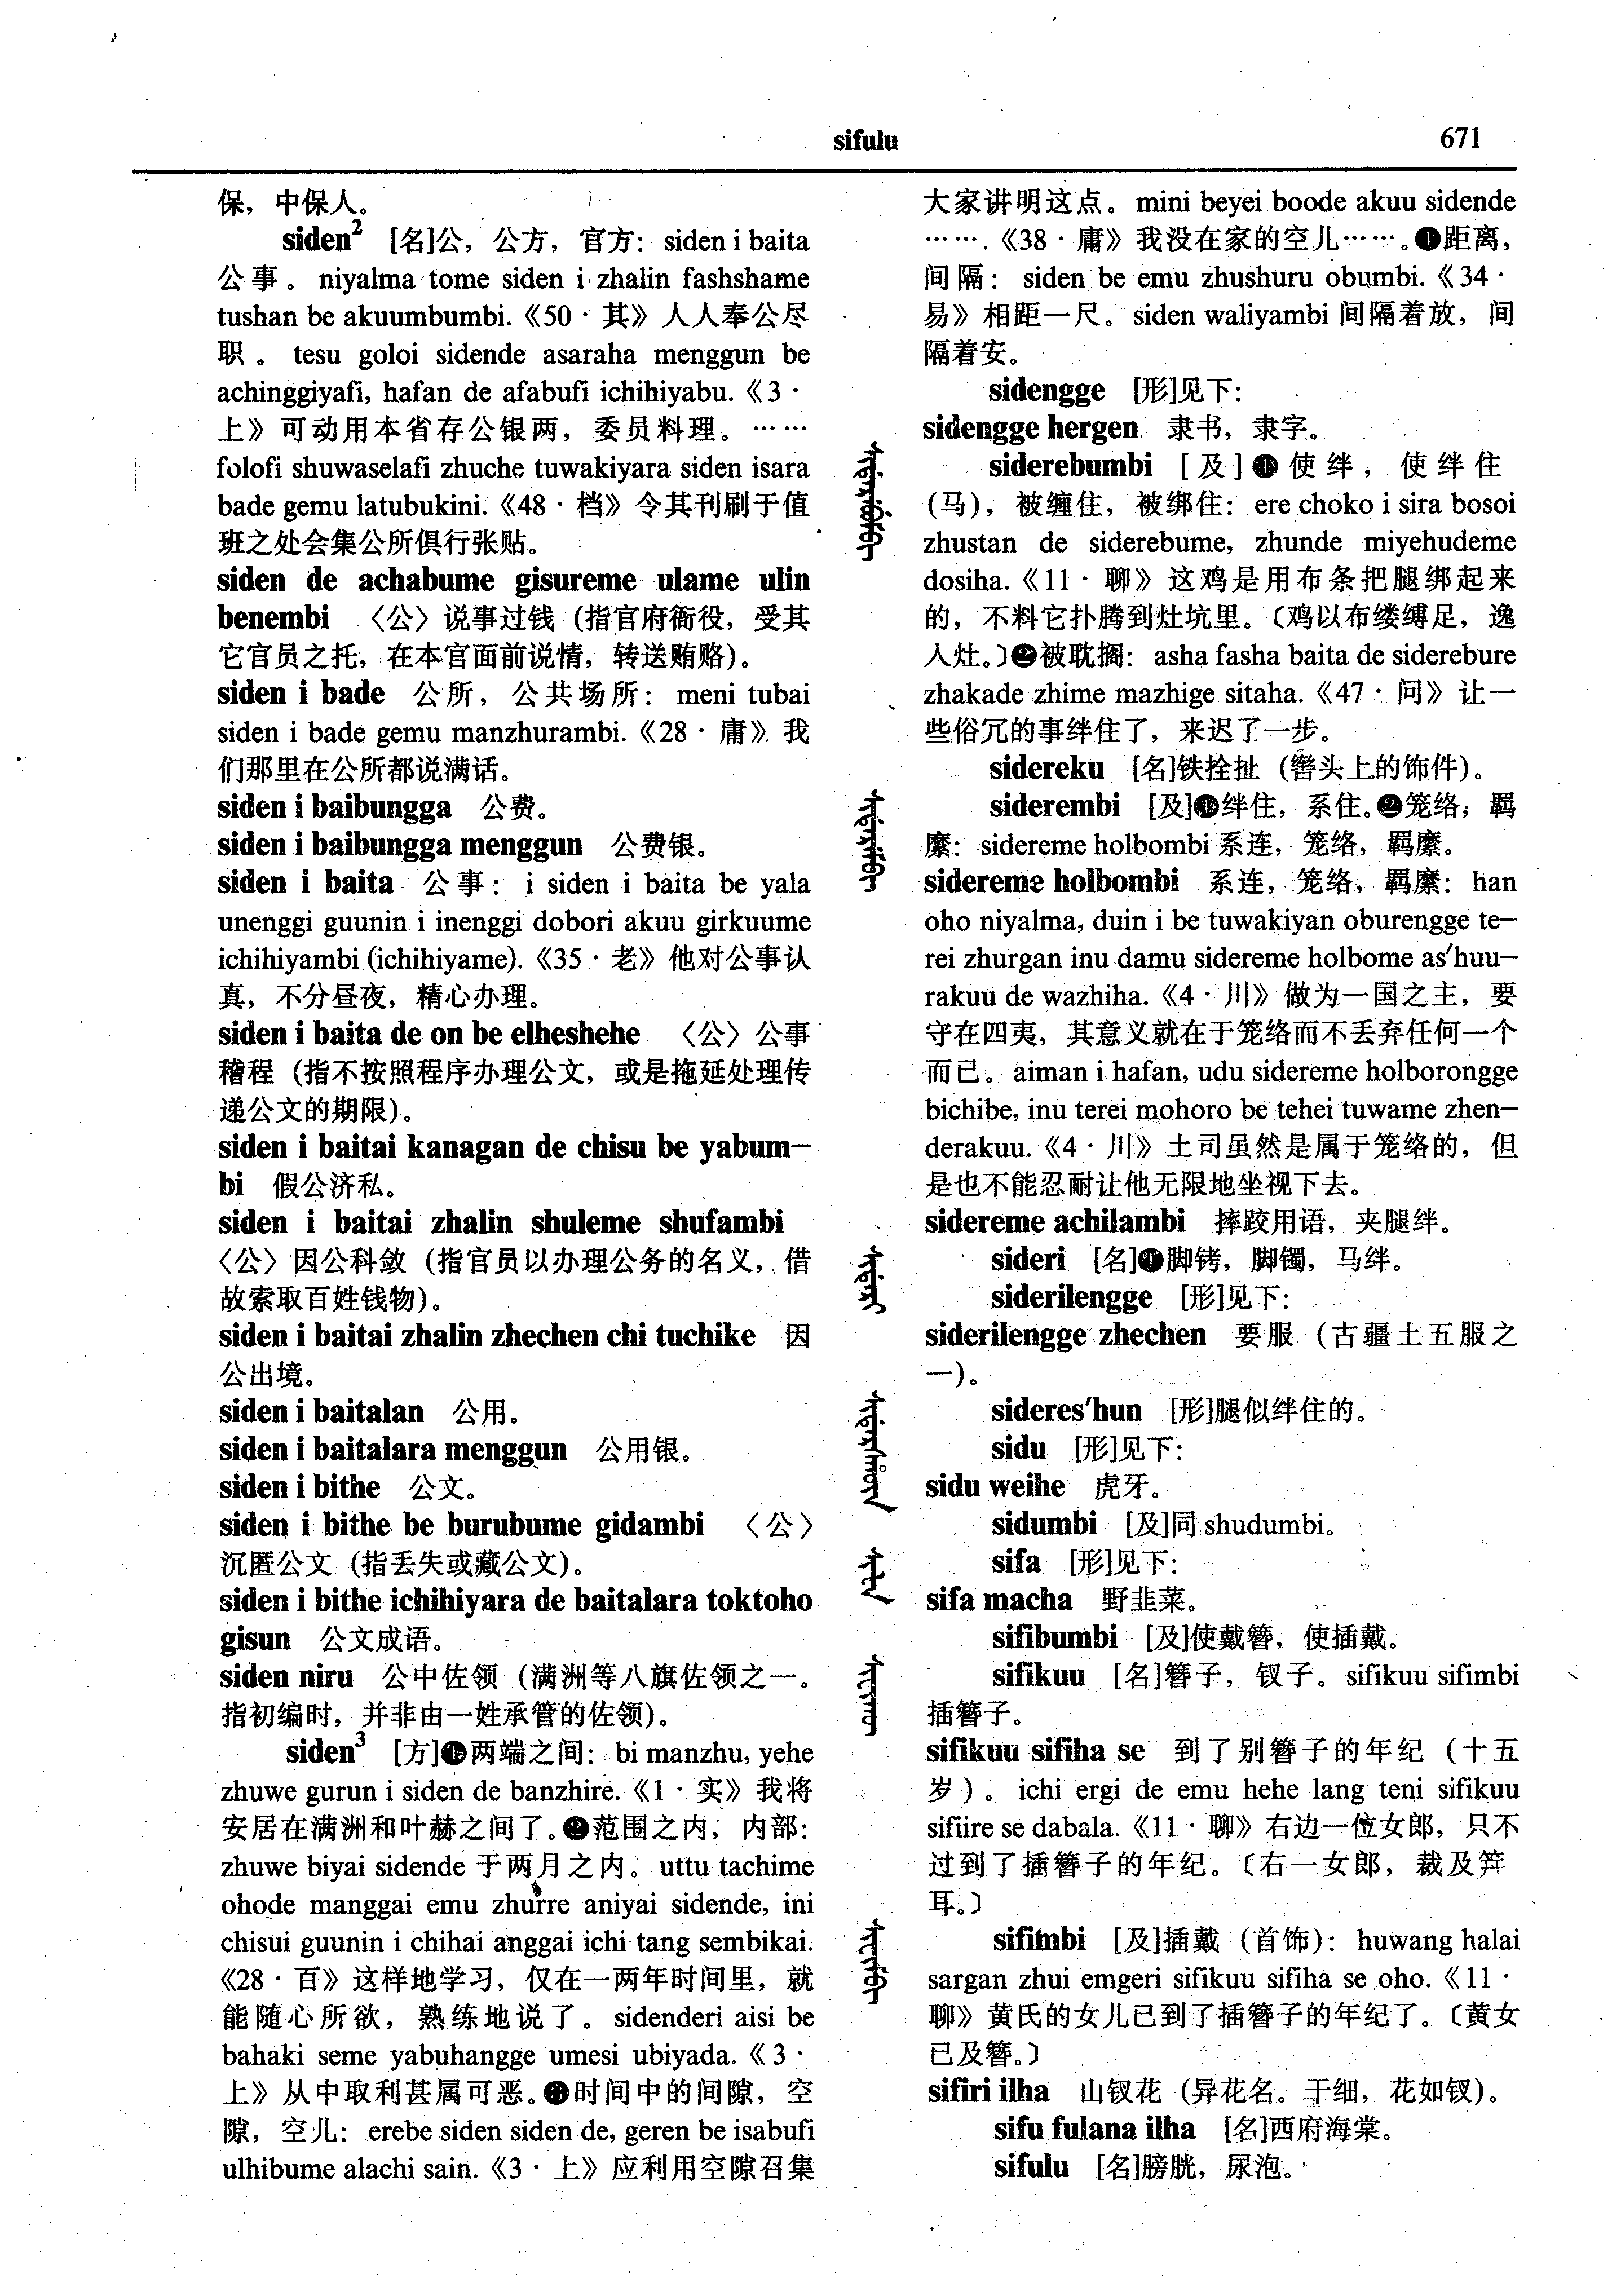 sifulu
671
保，中保人。
siden² [名]公，公方，官方：siden i baita
公事。niyalma tome siden i zhalin fashshame
tushan be akuumbumbi.《50·其》人人奉公尽
职。tesu goloi sidende asaraha menggun be
achinggiyafi, hafan de afabufi ichihiyabu.《3·
上》可动用本省存公银两，委员料理。……
folofi shuwaselafi zhuche tuwakiyara siden isara
bade gemu latubukini.《48·档》令其刊刷于值
班之处会集公所俱行张贴。
siden de achabume gisureme ulame ulin
benembi 〈公〉说事过钱（指官府衙役，受其
它官员之托，在本官面前说情，转送贿赂）。
siden i bade 公所，公共场所：meni tubai
siden i bade gemu manzhurambi.《28·庸》我
们那里在公所都说满话。
siden i baibungga 公费。
siden i baibungga menggun 公费银。
siden i baita 公事：i siden i baita be yala
unenggi guunin i inenggi dobori akuu girkuume
ichihiyambi (ichihiyame).《35·老》他对公事认
真，不分昼夜，精心办理。
siden i baita de on be elheshehe 〈公〉公事
稽程（指不按照程序办理公文，或是拖延处理传
递公文的期限）。
siden i baitai kanagan de chisu be yabum—
bi 假公济私。
siden i baitai zhalin shuleme shufambi
〈公〉因公科敛（指官员以办理公务的名义，借
故索取百姓钱物）。
siden i baitai zhalin zhechen chi tuchike 因
公出境。
siden i baitalan 公用。
siden i baitalara menggun 公用银。
siden i bithe 公文。
siden i bithe be burubume gidambi 〈公〉
沉匿公文（指丢失或藏公文）。
siden i bithe ichihiyara de baitalara toktoho
gisun 公文成语。
siden niru 公中佐领（满洲等八旗佐领之一。
指初编时，并非由一姓承管的佐领）。
siden³ [方]❶两端之间：bi manzhu, yehe
zhuwe gurun i siden de banzhire.《1·实》我将
安居在满洲和叶赫之间了。❷范围之内，内部：
zhuwe biyai sidende 于两月之内。uttu tachime
ohode manggai emu zhurre aniyai sidende, ini
chisui guunin i chihai anggai ichi tang sembikai.
《28·百》这样地学习，仅在一两年时间里，就
能随心所欲，熟练地说了。sidenderi aisi be
bahaki seme yabuhangge umesi ubiyada.《3·
上》从中取利甚属可恶。❸时间中的间隙，空
隙，空儿：erebe siden siden de, geren be isabufi
ulhibume alachi sain.《3·上》应利用空隙召集
大家讲明这点。mini beyei boode akuu sidende
…….《38·庸》我没在家的空儿……。❶距离，
间隔：siden be emu zhushuru obumbi.《34·
易》相距一尺。siden waliyambi 间隔着放，间
隔着安。
sidengge [形]见下：
sidengge hergen 隶书，隶字。
siderebumbi [及]❶使绊，使绊住
（马），被缠住，被绑住：ere choko i sira bosoi
zhustan de siderebume, zhunde miyehudeme
dosiha.《11·聊》这鸡是用布条把腿绑起来
的，不料它扑腾到灶坑里。〔鸡以布缕缚足，逸
入灶。〕❷被耽搁：asha fasha baita de siderebure
zhakade zhime mazhige sitaha.《47·问》让一
些俗冗的事绊住了，来迟了一步。
sidereku [名]铁拴扯（辔头上的饰件）。
siderembi [及]❶绊住，系住。❷笼络；羁
縻：sidereme holbombi 系连，笼络，羁縻。
sidereme holbombi 系连，笼络，羁縻：han
oho niyalma, duin i be tuwakiyan oburengge te—
rei zhurgan inu damu sidereme holbome as'huu—
rakuu de wazhiha.《4·川》做为一国之主，要
守在四夷，其意义就在于笼络而不丢弃任何一个
而已。aiman i hafan, udu sidereme holborongge
bichibe, inu terei mohoro be tehei tuwame zhen—
derakuu.《4·川》土司虽然是属于笼络的，但
是也不能忍耐让他无限地坐视下去。
sidereme achilambi 摔跤用语，夹腿绊。
sideri [名]❶脚铐，脚镯，马绊。
siderilengge [形]见下：
siderilengge zhechen 要服（古疆土五服之
一）。
sideres'hun [形]腿似绊住的。
sidu [形]见下：
sidu weihe 虎牙。
sidumbi [及]同 shudumbi。
sifa [形]见下：
sifa macha 野韭菜。
sifibumbi [及]使戴簪，使插戴。
sifikuu [名]簪子，钗子。sifikuu sifimbi
插簪子。
sifikuu sifiha se 到了别簪子的年纪（十五
岁）。ichi ergi de emu hehe lang teni sifikuu
sifiire se dabala.《11·聊》右边一位女郎，只不
过到了插簪子的年纪。〔右一女郎，裁及笄
耳。〕
sifimbi [及]插戴（首饰）：huwang halai
sargan zhui emgeri sifikuu sifiha se oho.《11·
聊》黄氏的女儿已到了插簪子的年纪了。〔黄女
已及簪。〕
sifiri ilha 山钗花（异花名。干细，花如钗）。
sifu fulana ilha [名]西府海棠。
sifulu [名]膀胱，尿泡。